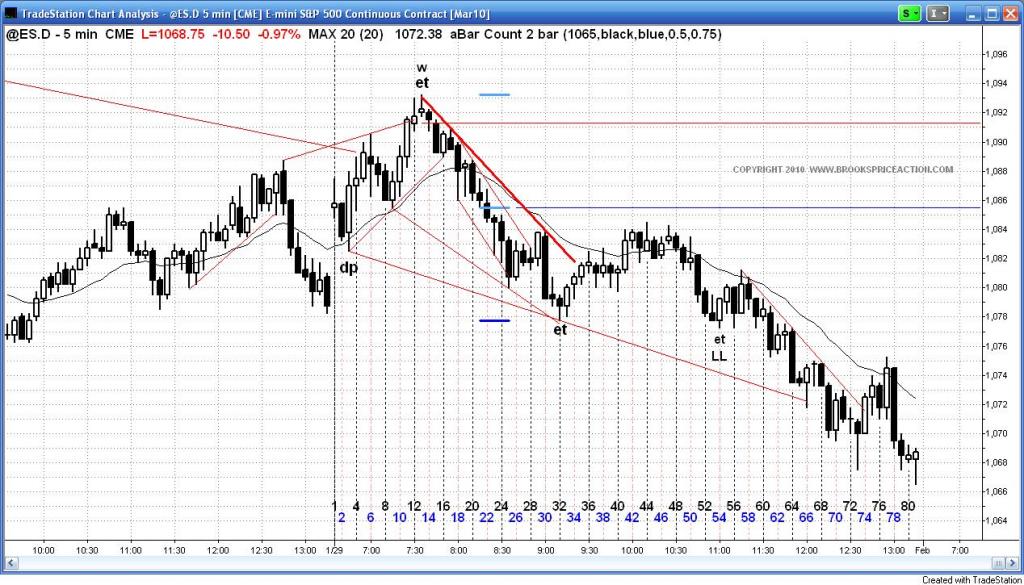 TradeStation Chart Analysis - @ES.D 5 min [CME] E-mini S&P 500 Continuous Contract [Mar10]
S
I
@ES.D - 5 min CME L=1068.75 -10.50 -0.97% MAX 20 (20) 1072.38 aBar Count 2 bar (1065,black,blue,0.5,0.75)
1,096
w
et
1,094
1,092
1,090
COPYRIGHT 2010 WWW.BROOKSPRICEACTION.COM
1,088
1,086
1,084
dp
1,082
1,080
et
1,078
et
LL
1,076
1,074
1,072
1,070
1,068
1,066
1 4 8 12 16 20 24 28 32 36 40 44 48 52 56 60 64 68 72 76 80
2 6 10 14 18 22 26 30 34 38 42 46 50 54 58 62 66 70 74 78
1,064
10:00 10:30 11:00 11:30 12:00 12:30 13:00 1/29 7:00 7:30 8:00 8:30 9:00 9:30 10:00 10:30 11:00 11:30 12:00 12:30 13:00 Feb 7:00
Created with TradeStation